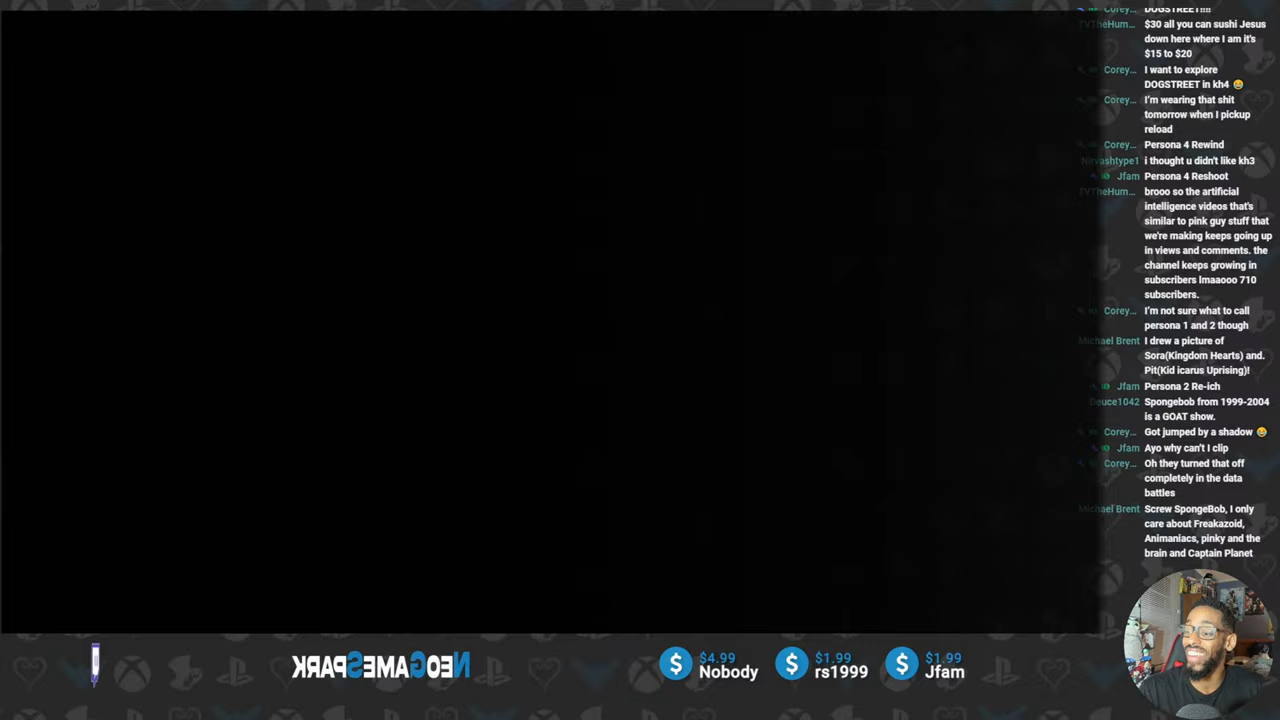 Corey... DOGSTREET!!!!
TVTheHum... $30 all you can sushi Jesus
down here where I am it's
$15 to $20
Corey... I want to explore
DOGSTREET in kh4 😂
Corey... I'm wearing that shit
tomorrow when I pickup
reload
Corey... Persona 4 Rewind
i thought u didn't like kh3
Jfam Persona 4 Reshoot
TVTheHum... brooo so the artificial
intelligence videos that's
similar to pink guy stuff that
we're making keeps going up
in views and comments. the
channel keeps growing in
subscribers lmaaooo 710
subscribers.
Corey... I'm not sure what to call
persona 1 and 2 though
Michael Brent I drew a picture of
Sora(Kingdom Hearts) and.
Pit(Kid icarus Uprising)!
Jfam Persona 2 Re-ich
Deuce1042 Spongebob from 1999-2004
is a GOAT show.
Corey... Got jumped by a shadow 😂
Jfam Ayo why can't I clip
Corey... Oh they turned that off
completely in the data
battles
Michael Brent Screw SpongeBob, I only
care about Freakazoid,
Animaniacs, pinky and the
brain and Captain Planet
NEOGAMESPARK
$ $4.99
Nobody
$ $1.99
rs1999
$ $1.99
Jfam